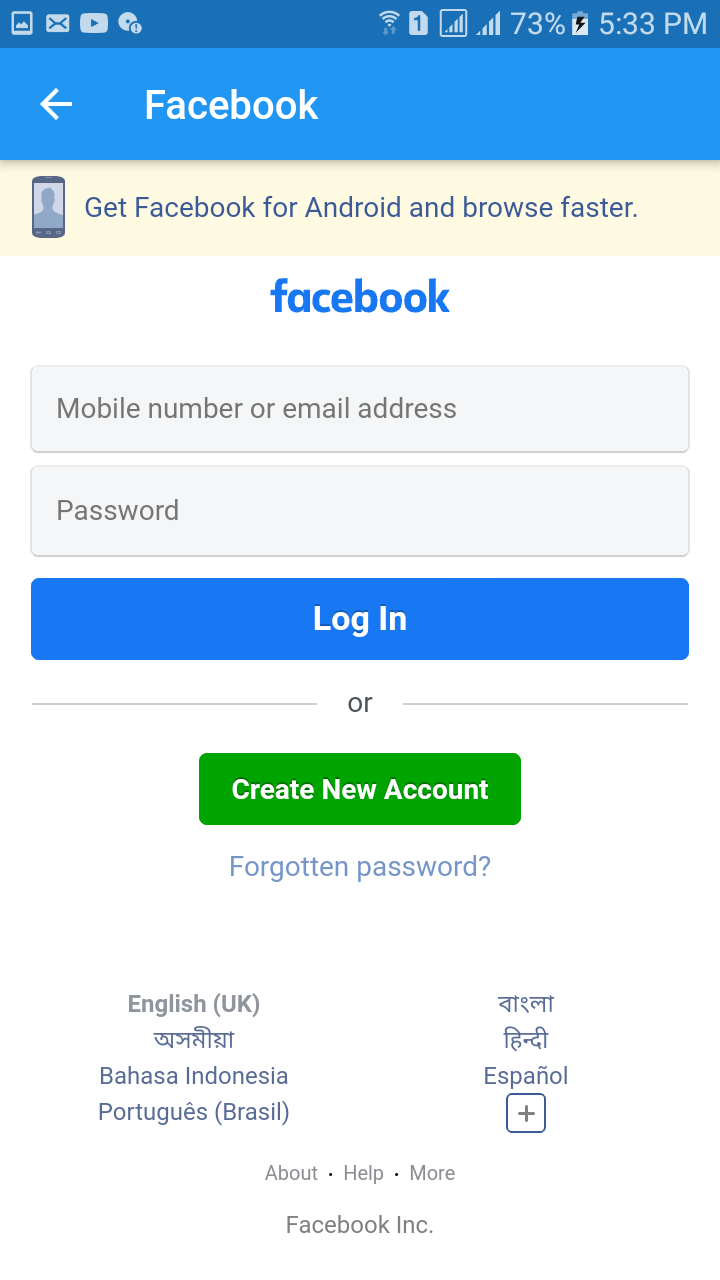 1 73% 5:33 PM
Facebook
Get Facebook for Android and browse faster.
facebook
Mobile number or email address
Password
Log In
or
Create New Account
Forgotten password?
English (UK) বাংলা
অসমীয়া हिन्दी
Bahasa Indonesia Español
Português (Brasil) +
About · Help · More
Facebook Inc.